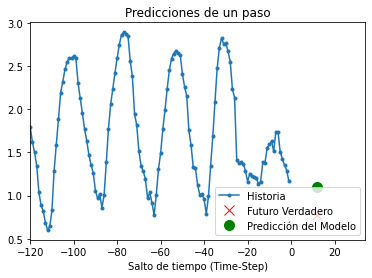 Predicciones de un paso
3.0
2.5
2.0
1.5
1.0
0.5
Historia
Futuro Verdadero
Predicción del Modelo
−120 −100 −80 −60 −40 −20 0 20
Salto de tiempo (Time-Step)